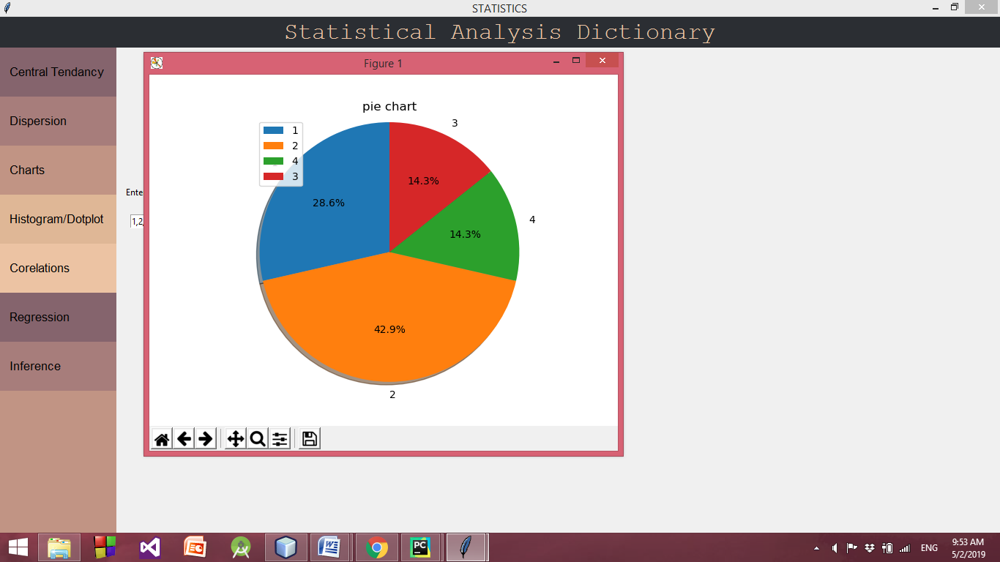 STATISTICS
Statistical Analysis Dictionary
Central Tendancy
Dispersion
Charts
Histogram/Dotplot
Corelations
Regression
Inference
Ente
1,2,
Figure 1
pie chart
1
2
4
3
3
14.3%
28.6%
4
14.3%
42.9%
2
PC
ENG
9:53 AM
5/2/2019